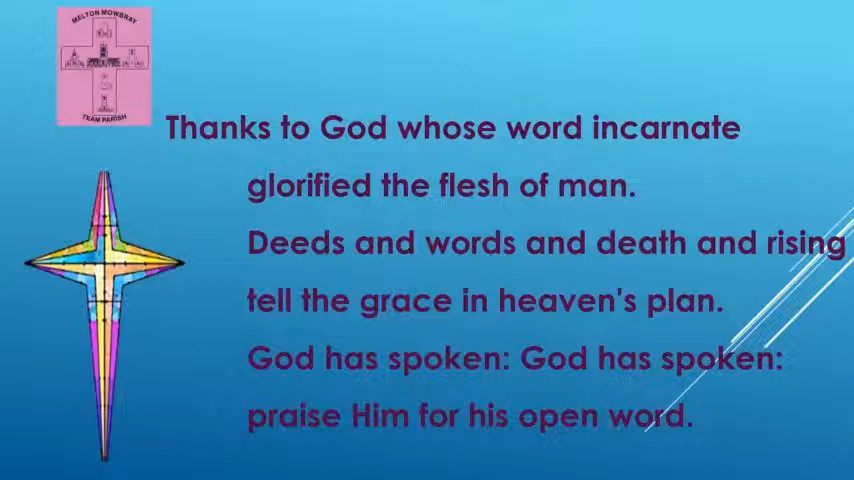 MELTON MOWBRAY
TEAM PARISH
Thanks to God whose word incarnate
glorified the flesh of man.
Deeds and words and death and rising
tell the grace in heaven's plan.
God has spoken: God has spoken:
praise Him for his open word.